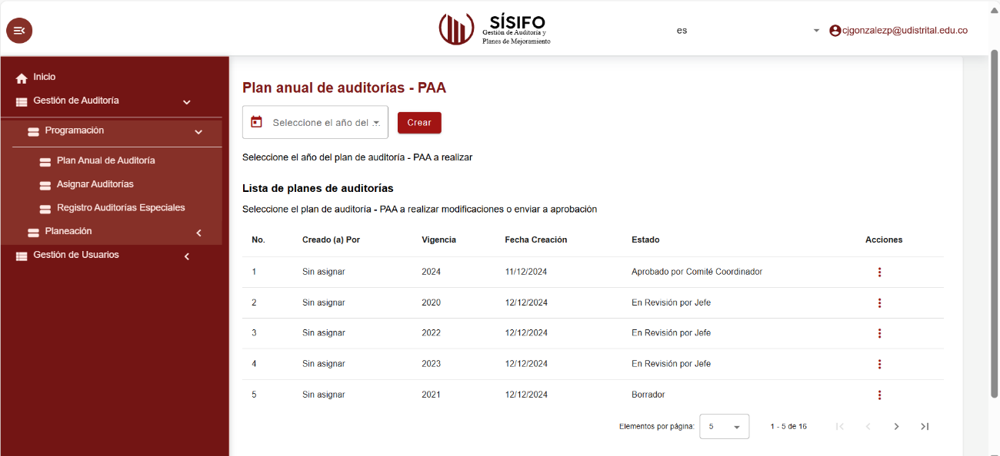 SÍSIFO
Gestión de Auditoría y
Planes de Mejoramiento
es
cjgonzalezp@udistrital.edu.co
Inicio
Gestión de Auditoría
Programación
Plan Anual de Auditoría
Asignar Auditorías
Registro Auditorías Especiales
Planeación
Gestión de Usuarios
Plan anual de auditorías - PAA
Seleccione el año del ...
Crear
Seleccione el año del plan de auditoría - PAA a realizar
Lista de planes de auditorías
Seleccione el plan de auditoría - PAA a realizar modificaciones o enviar a aprobación
No. Creado (a) Por Vigencia Fecha Creación Estado Acciones
1 Sin asignar 2024 11/12/2024 Aprobado por Comité Coordinador
2 Sin asignar 2020 12/12/2024 En Revisión por Jefe
3 Sin asignar 2022 12/12/2024 En Revisión por Jefe
4 Sin asignar 2023 12/12/2024 En Revisión por Jefe
5 Sin asignar 2021 12/12/2024 Borrador
Elementos por página: 5 1 - 5 de 16